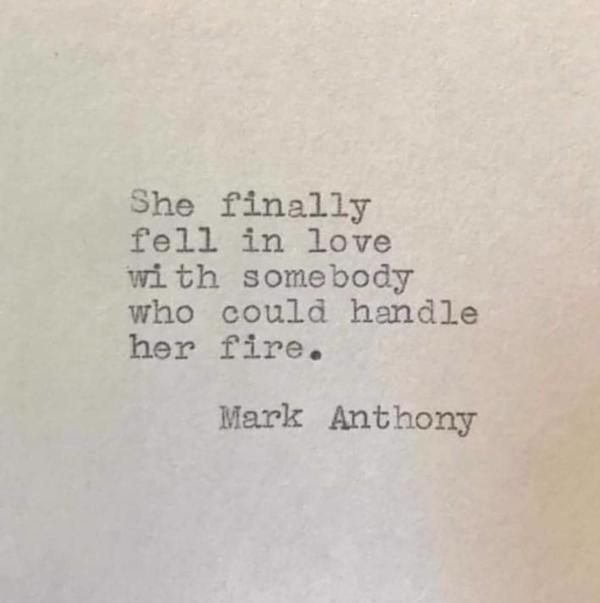 She finally
fell in love
with somebody
who could handle
her fire.
Mark Anthony